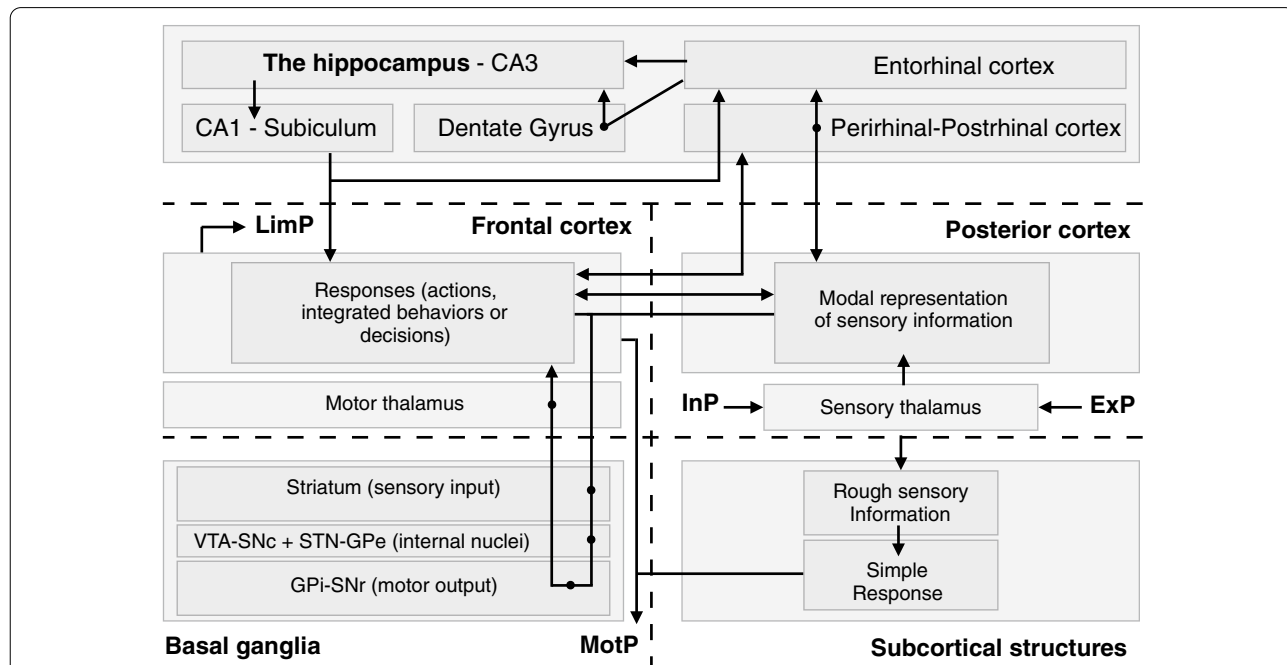 The hippocampus - CA3
Entorhinal cortex
CA1 - Subiculum
Dentate Gyrus
Perirhinal-Postrhinal cortex
LimP
Frontal cortex
Posterior cortex
Responses (actions,
integrated behaviors or
decisions)
Modal representation
of sensory information
Motor thalamus
InP
Sensory thalamus
ExP
Striatum (sensory input)
VTA-SNc + STN-GPe (internal nuclei)
GPi-SNr (motor output)
Rough sensory
Information
Simple
Response
Basal ganglia
MotP
Subcortical structures